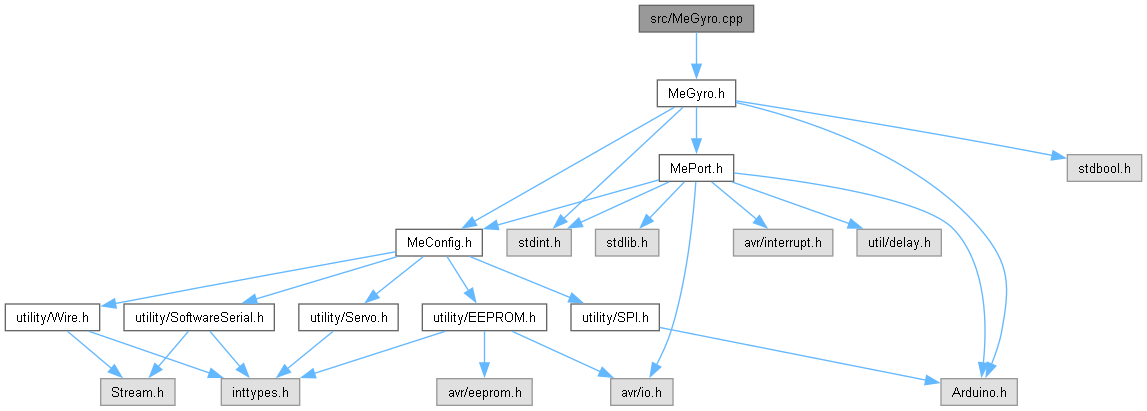 src/MeGyro.cpp
MeGyro.h
MePort.h
stdbool.h
MeConfig.h
stdint.h
stdlib.h
avr/interrupt.h
util/delay.h
utility/Wire.h
utility/SoftwareSerial.h
utility/Servo.h
utility/EEPROM.h
utility/SPI.h
Stream.h
inttypes.h
avr/eeprom.h
avr/io.h
Arduino.h